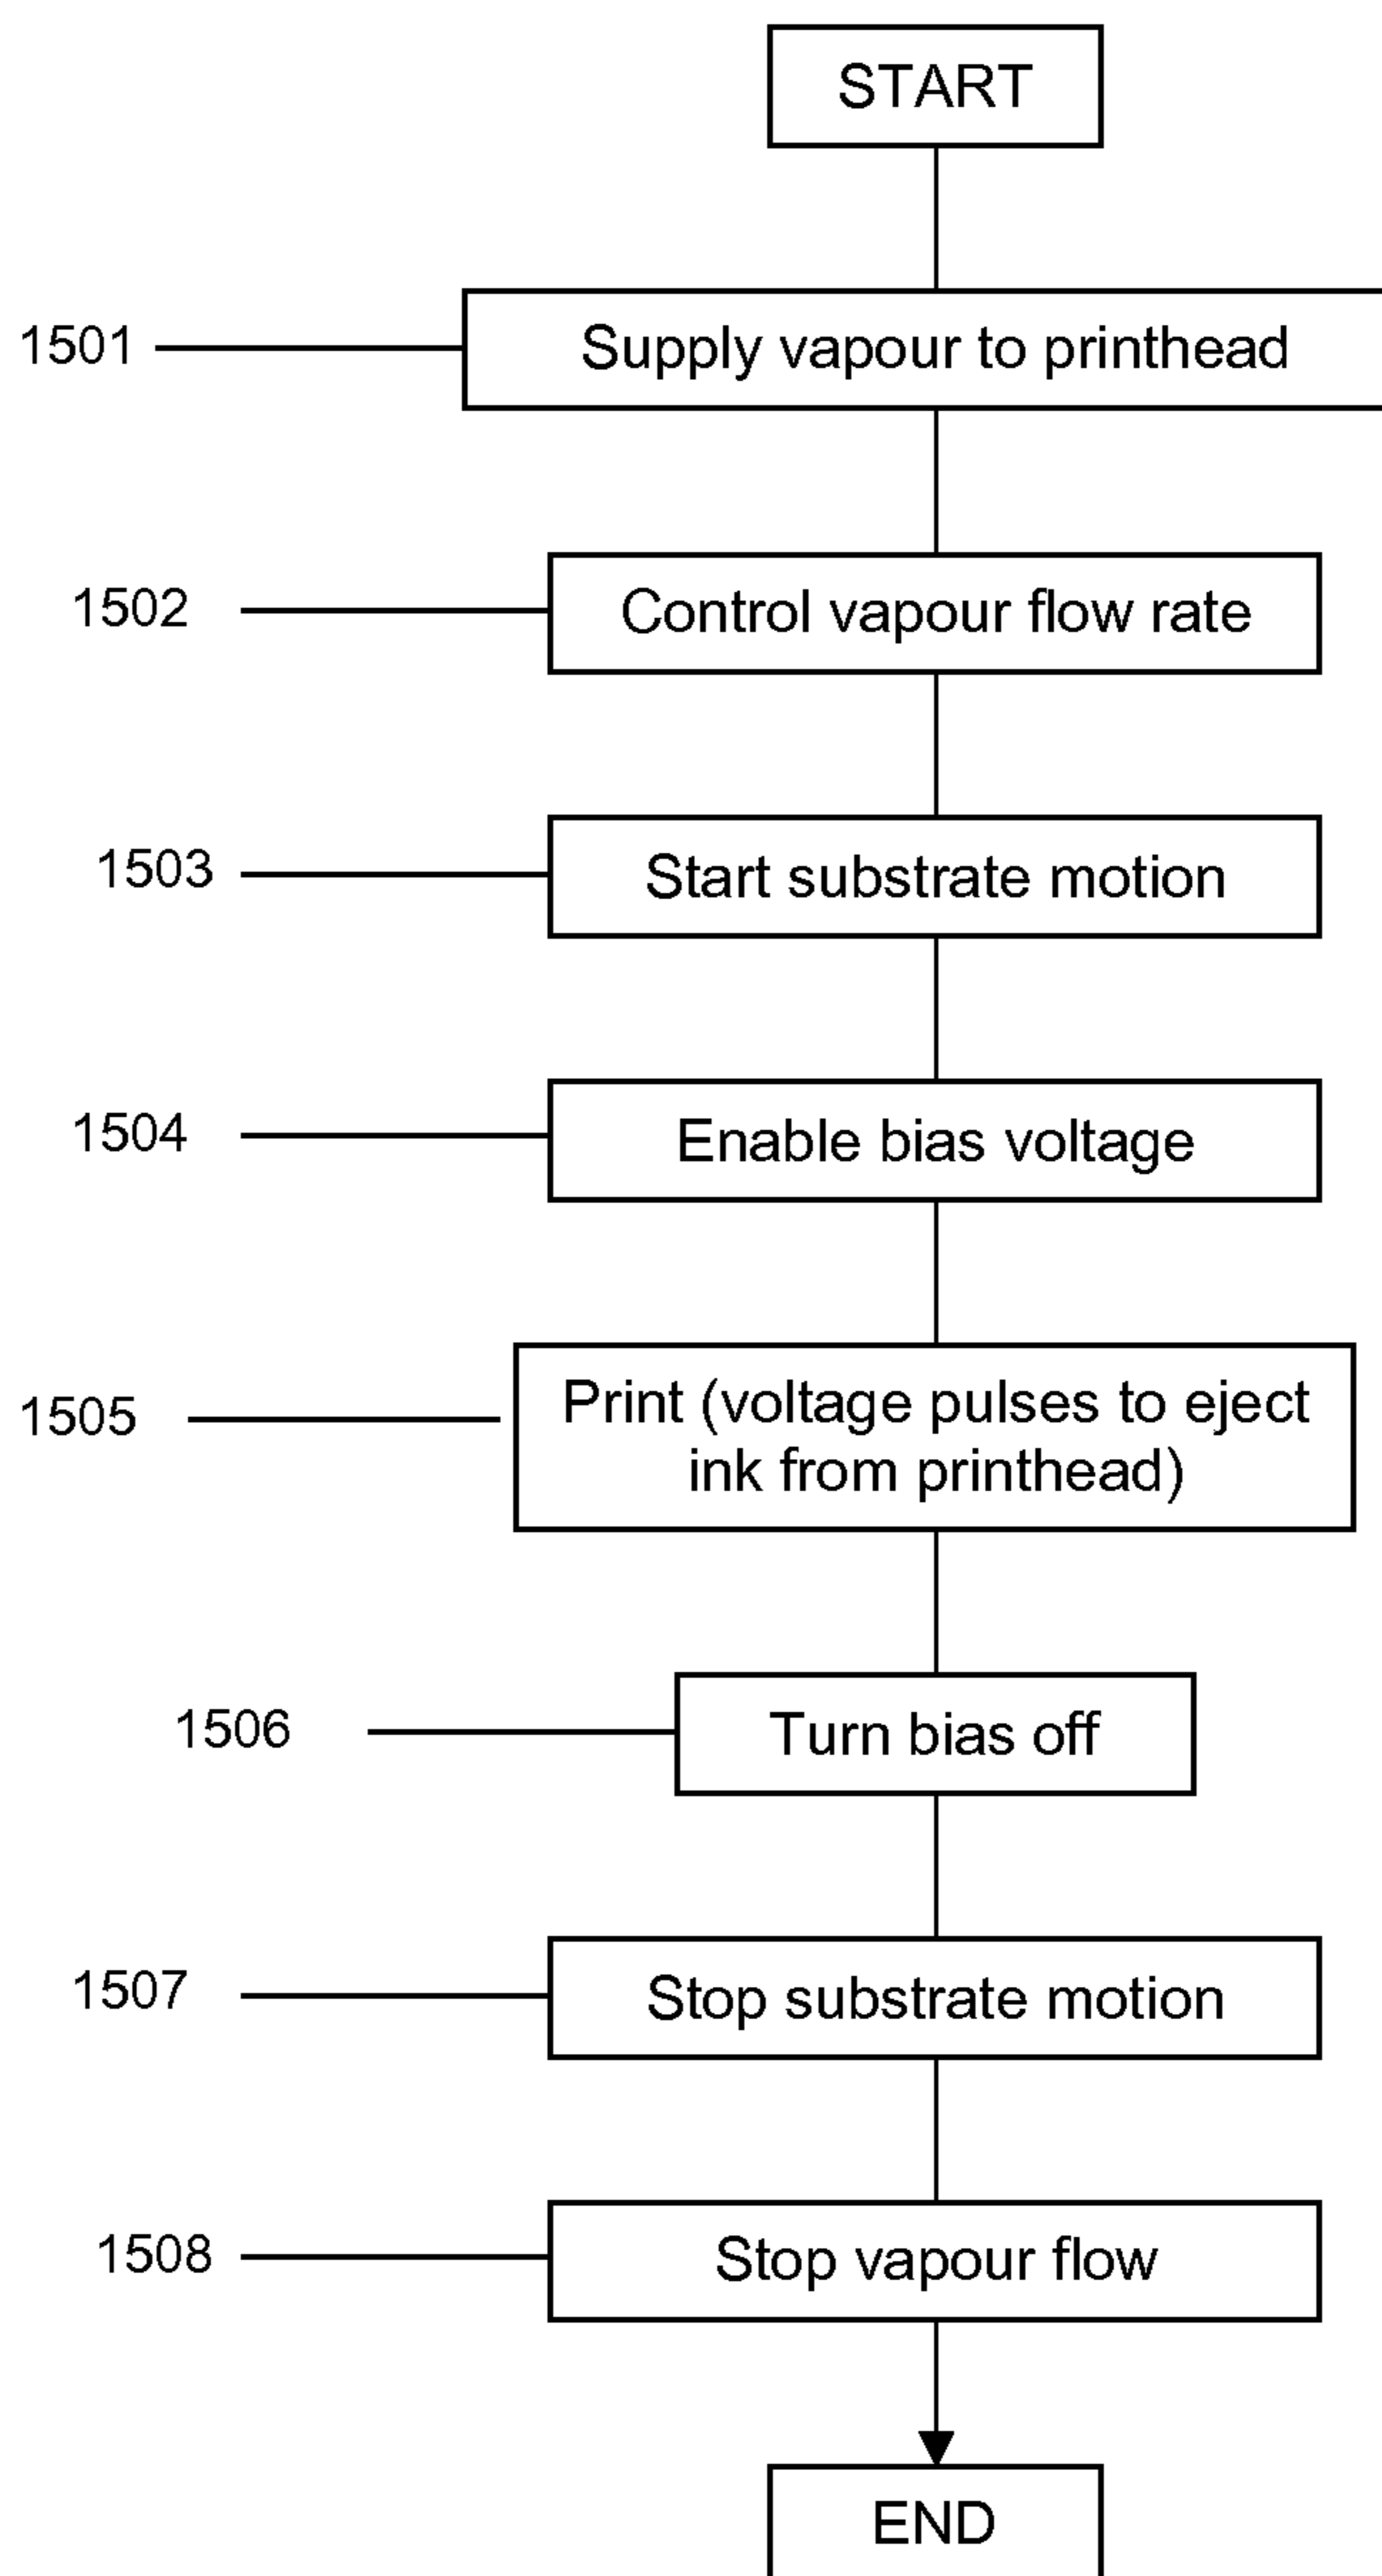 START
1501
Supply vapour to printhead
1502
Control vapour flow rate
1503
Start substrate motion
1504
Enable bias voltage
1505
Print (voltage pulses to eject
ink from printhead)
1506
Turn bias off
1507
Stop substrate motion
1508
Stop vapour flow
END